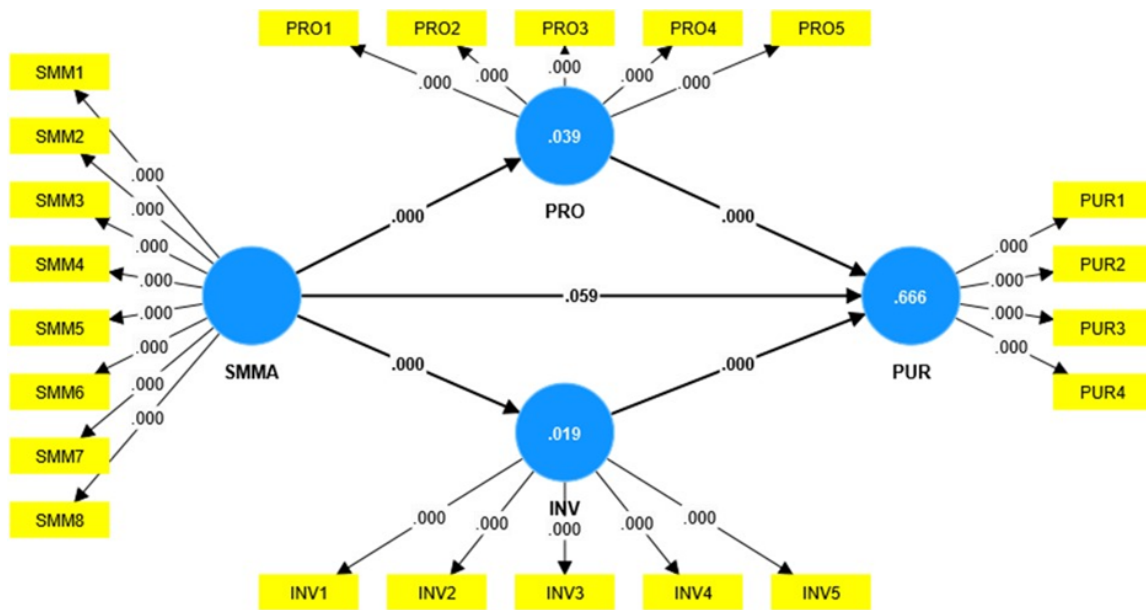 PRO1 PRO2 PRO3 PRO4 PRO5
.000 .000 .000 .000 .000
SMM1
SMM2
SMM3
SMM4
SMM5
SMM6
SMM7
SMM8
.000
.000
.000
.000
.000
.000
.000
.000
SMMA
.000
.059
.000
.039
PRO
.019
INV
.000
.000
.666
PUR
.000
.000
.000
.000
PUR1
PUR2
PUR3
PUR4
.000 .000 .000 .000 .000
INV1 INV2 INV3 INV4 INV5